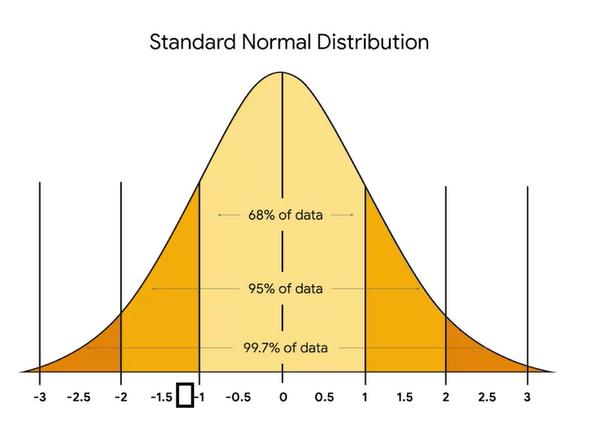 Standard Normal Distribution
68% of data
95% of data
99.7% of data
-3 -2.5 -2 -1.5 -1 -0.5 0 0.5 1 1.5 2 2.5 3